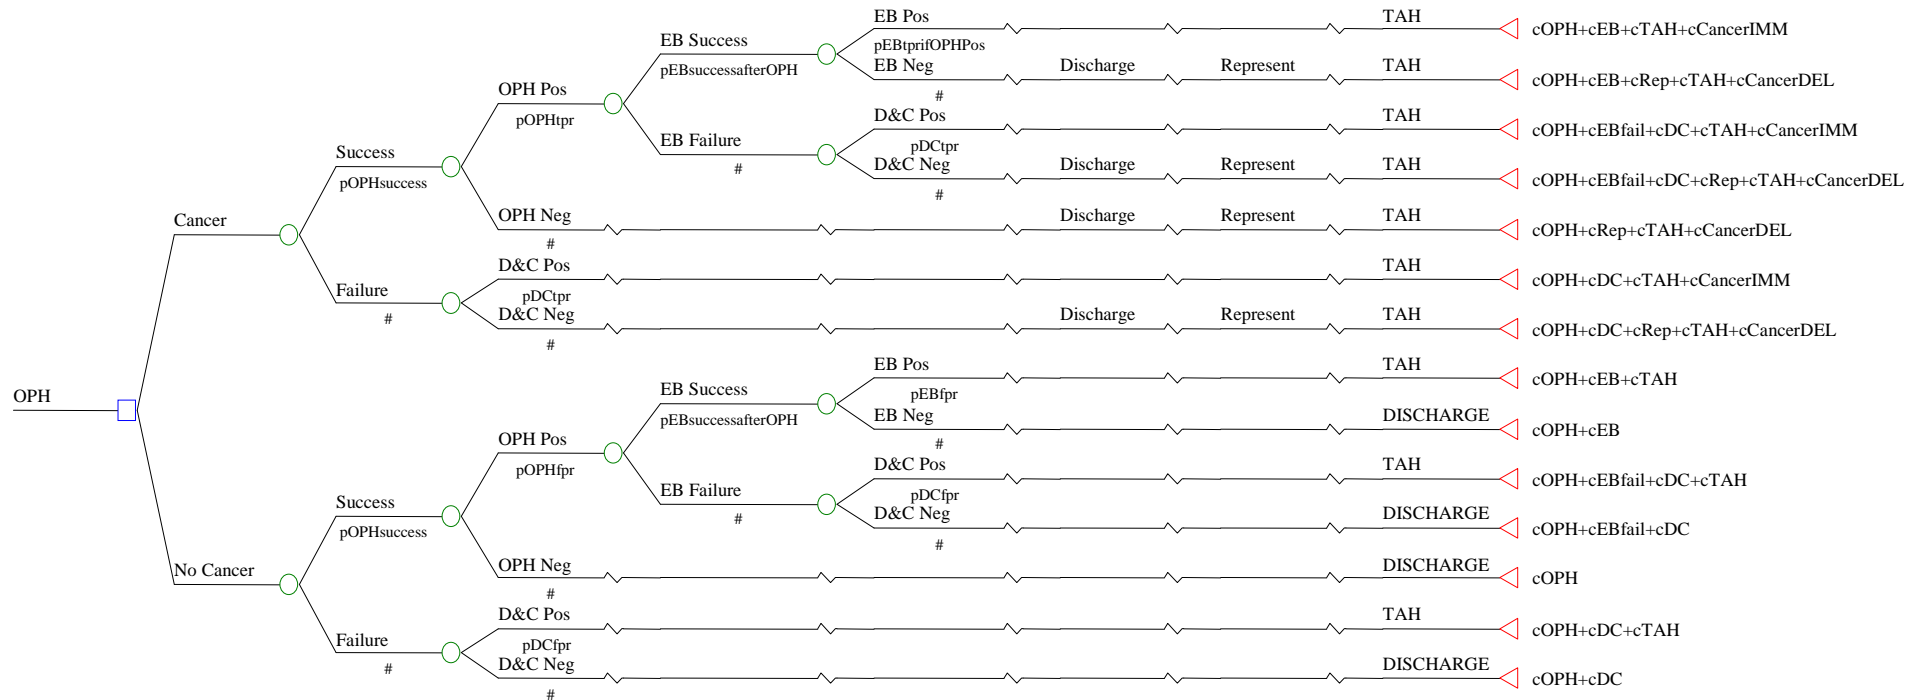 EB Pos TAH cOPH+cEB+cTAH+cCancerIMM
EB Success pEBtprifOPHPos
pEBsuccessafterOPH EB Neg Discharge Represent TAH cOPH+cEB+cRep+cTAH+cCancerDEL
OPH Pos #
pOPHtpr D&C Pos TAH cOPH+cEBfail+cDC+cTAH+cCancerIMM
EB Failure pDCtpr
Success # D&C Neg Discharge Represent TAH cOPH+cEBfail+cDC+cRep+cTAH+cCancerDEL
pOPHsuccess #
Cancer OPH Neg Discharge Represent TAH cOPH+cRep+cTAH+cCancerDEL
#
D&C Pos TAH cOPH+cDC+cTAH+cCancerIMM
Failure pDCtpr
# D&C Neg Discharge Represent TAH cOPH+cDC+cRep+cTAH+cCancerDEL
#
EB Pos TAH cOPH+cEB+cTAH
OPH EB Success pEBfpr
pEBsuccessafterOPH EB Neg DISCHARGE cOPH+cEB
OPH Pos #
pOPHfpr D&C Pos TAH cOPH+cEBfail+cDC+cTAH
EB Failure pDCfpr
Success # D&C Neg DISCHARGE cOPH+cEBfail+cDC
pOPHsuccess #
No Cancer OPH Neg DISCHARGE cOPH
#
D&C Pos TAH cOPH+cDC+cTAH
Failure pDCfpr
# D&C Neg DISCHARGE cOPH+cDC
#